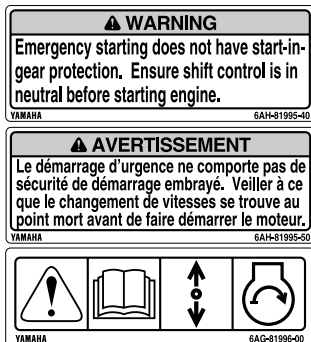 WARNING
Emergency starting does not have start-in-
gear protection. Ensure shift control is in
neutral before starting engine.
YAMAHA 6AH-81995-40
AVERTISSEMENT
Le démarrage d'urgence ne comporte pas de
sécurité de démarrage embrayé. Veiller à ce
que le changement de vitesses se trouve au
point mort avant de faire démarrer le moteur.
YAMAHA 6AH-81995-50
YAMAHA 6AG-81996-00